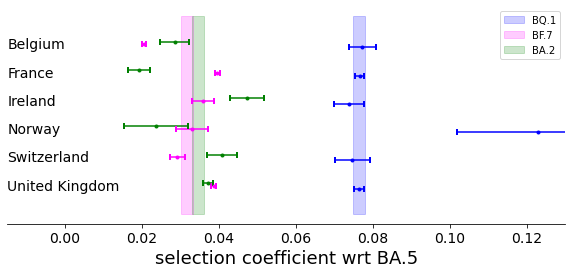 BQ.1
BF.7
BA.2
Belgium
France
Ireland
Norway
Switzerland
United Kingdom
0.00 0.02 0.04 0.06 0.08 0.10 0.12
selection coefficient wrt BA.5